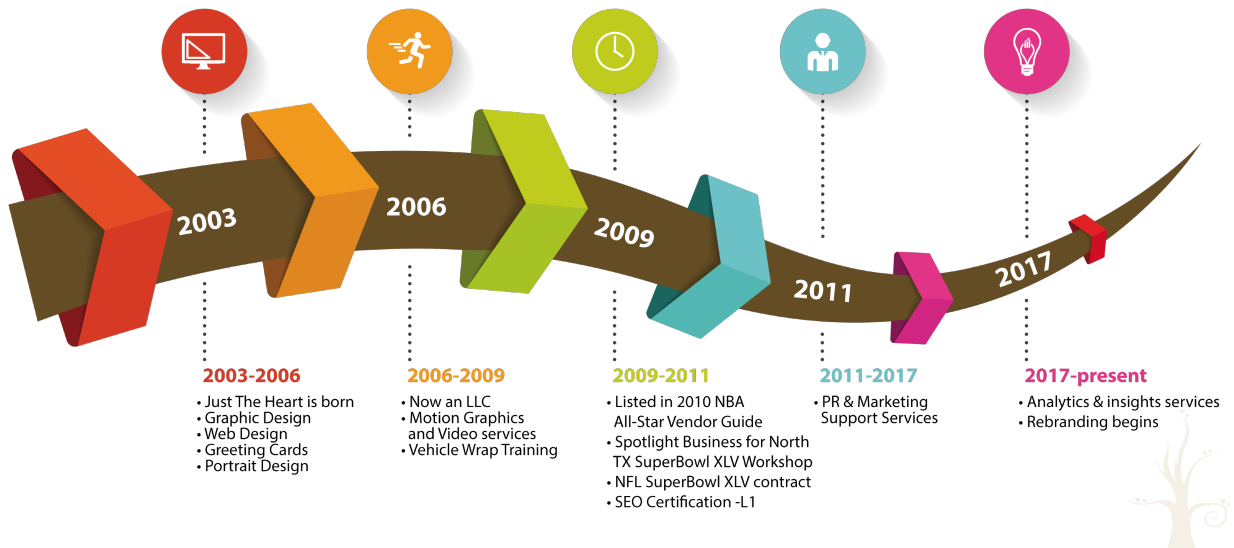 2003
2006
2009
2011
2017
2003-2006
• Just The Heart is born
• Graphic Design
• Web Design
• Greeting Cards
• Portrait Design
2006-2009
• Now an LLC
• Motion Graphics
and Video services
• Vehicle Wrap Training
2009-2011
• Listed in 2010 NBA
All-Star Vendor Guide
• Spotlight Business for North
TX SuperBowl XLV Workshop
• NFL SuperBowl XLV contract
• SEO Certification -L1
2011-2017
• PR & Marketing
Support Services
2017-present
• Analytics & insights services
• Rebranding begins